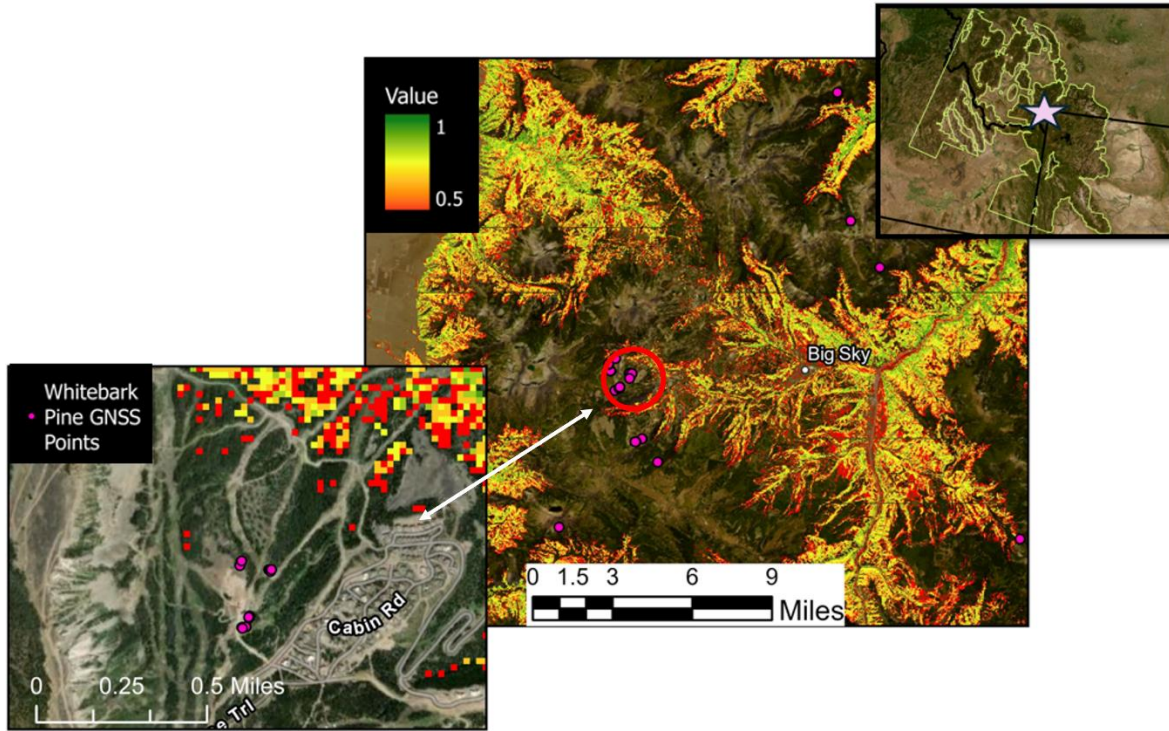 Value
1
0.5
Big Sky
0 1.5 3 6 9
Miles
Whitebark
Pine GNSS
Points
Cabin Rd
0 0.25 0.5 Miles
e Trl